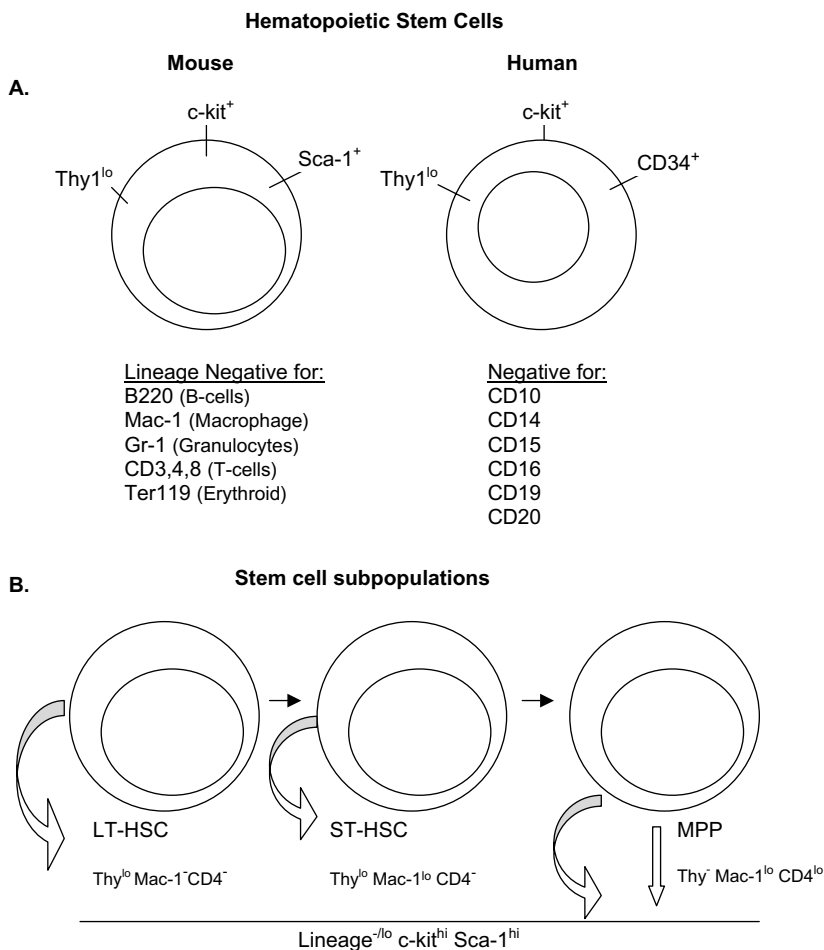 Hematopoietic Stem Cells
Mouse
Human
A.
c-kit⁺
Sca-1⁺
Thy1ˡᵒ
c-kit⁺
CD34⁺
Thy1ˡᵒ
Lineage Negative for:
B220 (B-cells)
Mac-1 (Macrophage)
Gr-1 (Granulocytes)
CD3,4,8 (T-cells)
Ter119 (Erythroid)
Negative for:
CD10
CD14
CD15
CD16
CD19
CD20
B.
Stem cell subpopulations
LT-HSC
ST-HSC
MPP
Thyˡᵒ Mac-1⁻CD4⁻
Thyˡᵒ Mac-1ˡᵒ CD4⁻
Thy⁻ Mac-1ˡᵒ CD4ˡᵒ
Lineage⁻/ˡᵒ c-kitʰⁱ Sca-1ʰⁱ